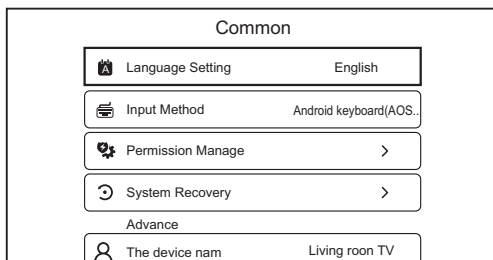 Common
Language Setting English
Input Method Android keyboard(AOS..
Permission Manage >
System Recovery >
Advance
The device nam Living roon TV